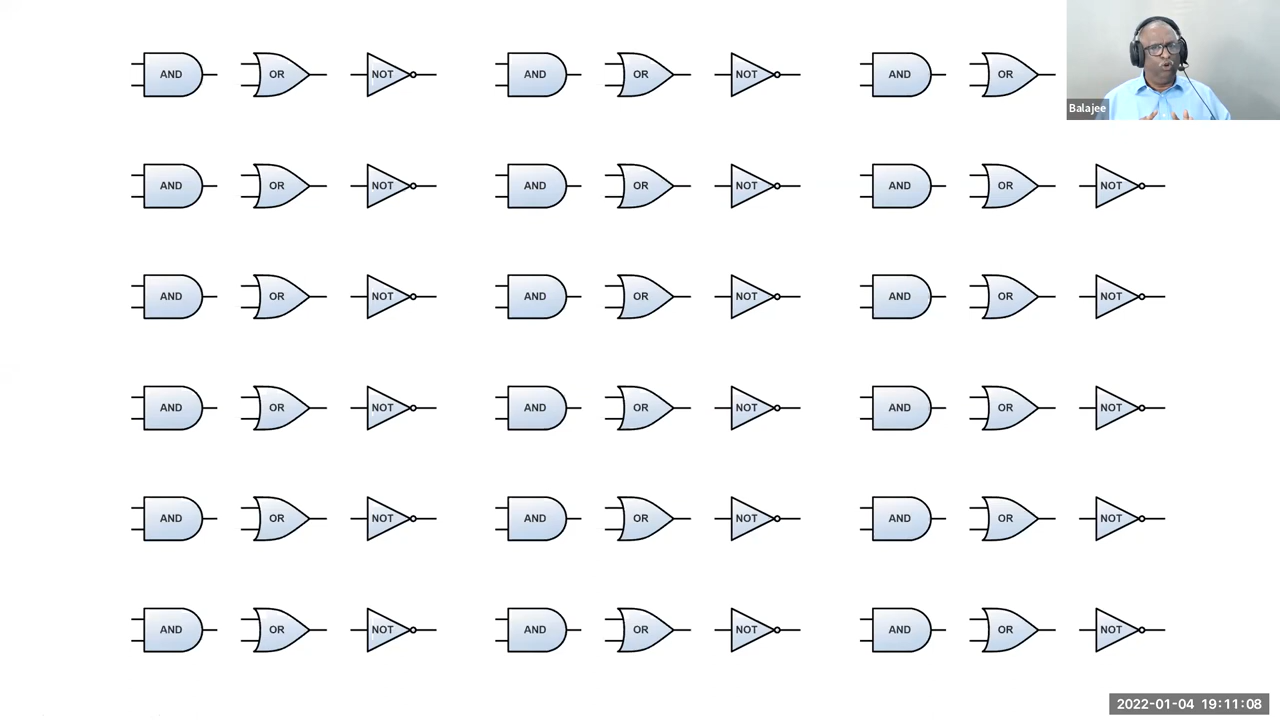 AND OR NOT AND OR NOT AND OR
Balajee
AND OR NOT AND OR NOT AND OR NOT
AND OR NOT AND OR NOT AND OR NOT
AND OR NOT AND OR NOT AND OR NOT
AND OR NOT AND OR NOT AND OR NOT
AND OR NOT AND OR NOT AND OR NOT
2022-01-04 19:11:08